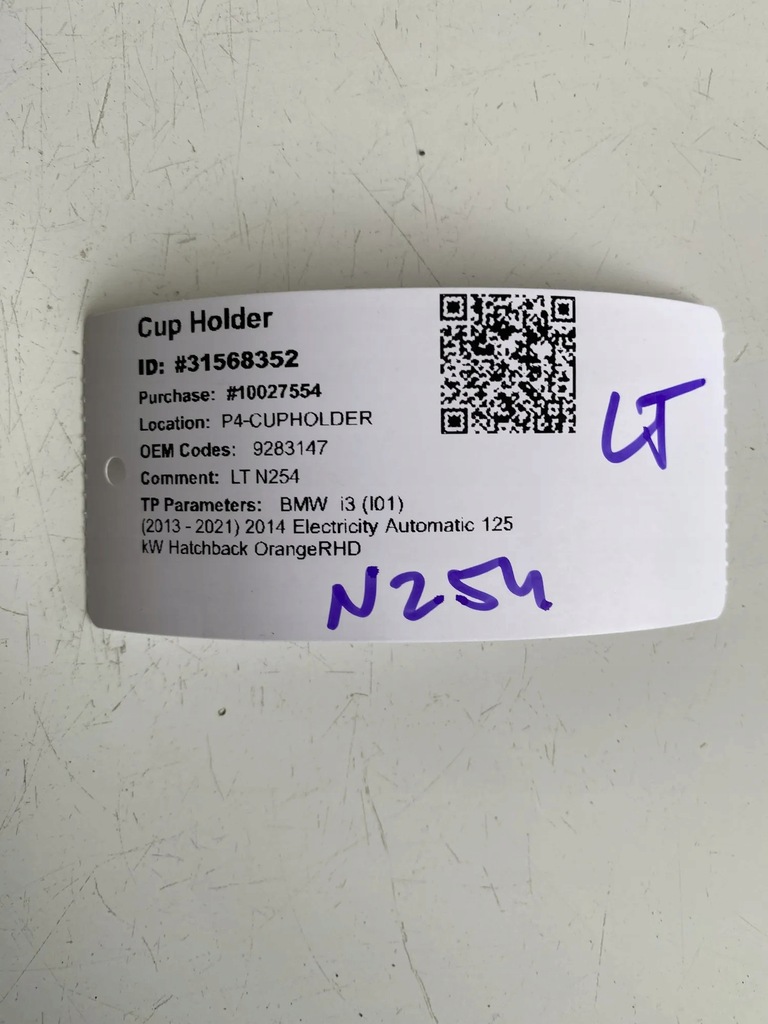 Cup Holder
ID: #31568352
Purchase: #10027554
Location: P4-CUPHOLDER
OEM Codes: 9283147
Comment: LT N254
TP Parameters: BMW i3 (I01)
(2013 - 2021) 2014 Electricity Automatic 125
kW Hatchback OrangeRHD
LT
N254